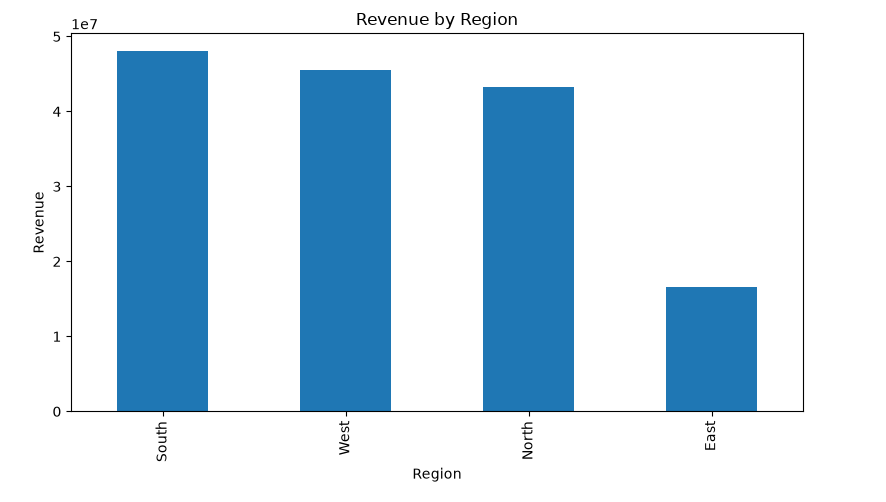 Revenue by Region
1e7
5
4
3
2
1
0
Revenue
South
West
North
East
Region